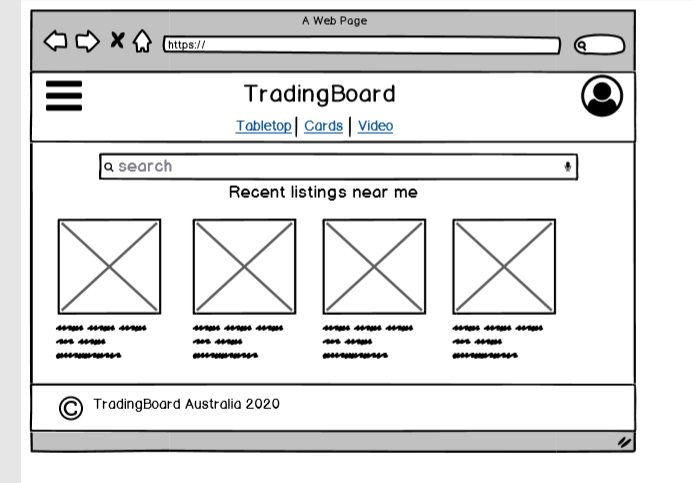 A Web Page
https://
TradingBoard
Tabletop | Cards | Video
search
Recent listings near me
© TradingBoard Australia 2020